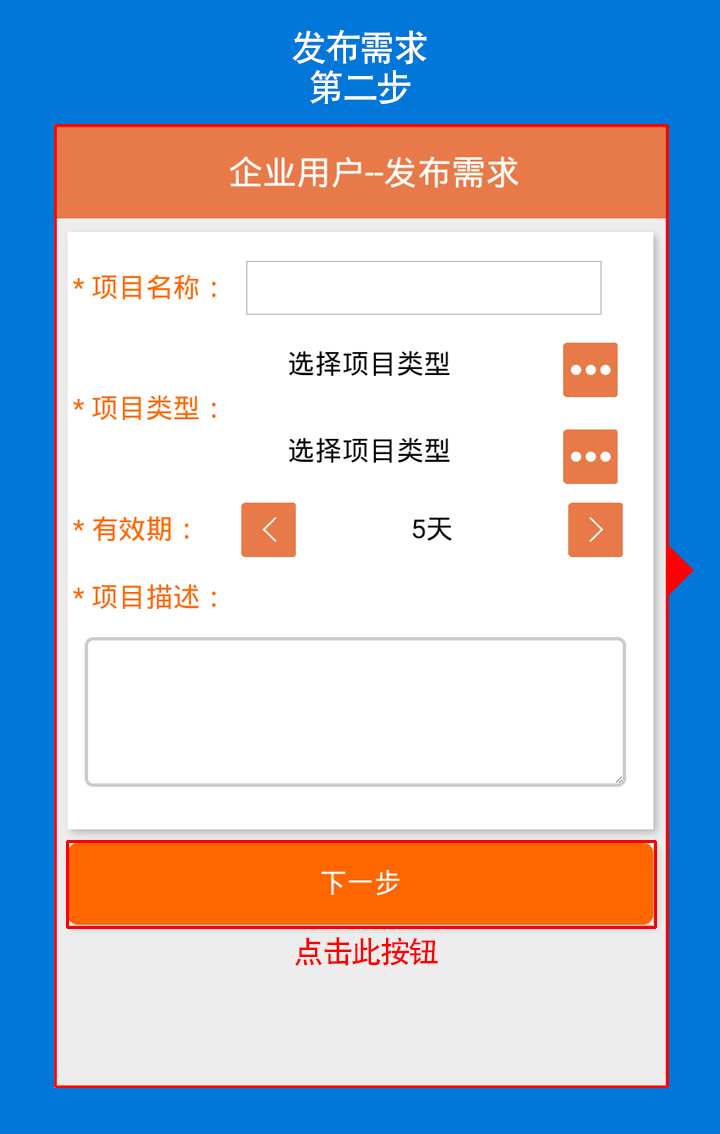 发布需求
第二步
企业用户--发布需求
* 项目名称：
选择项目类型
* 项目类型：
选择项目类型
* 有效期：
5天
* 项目描述：
下一步
点击此按钮